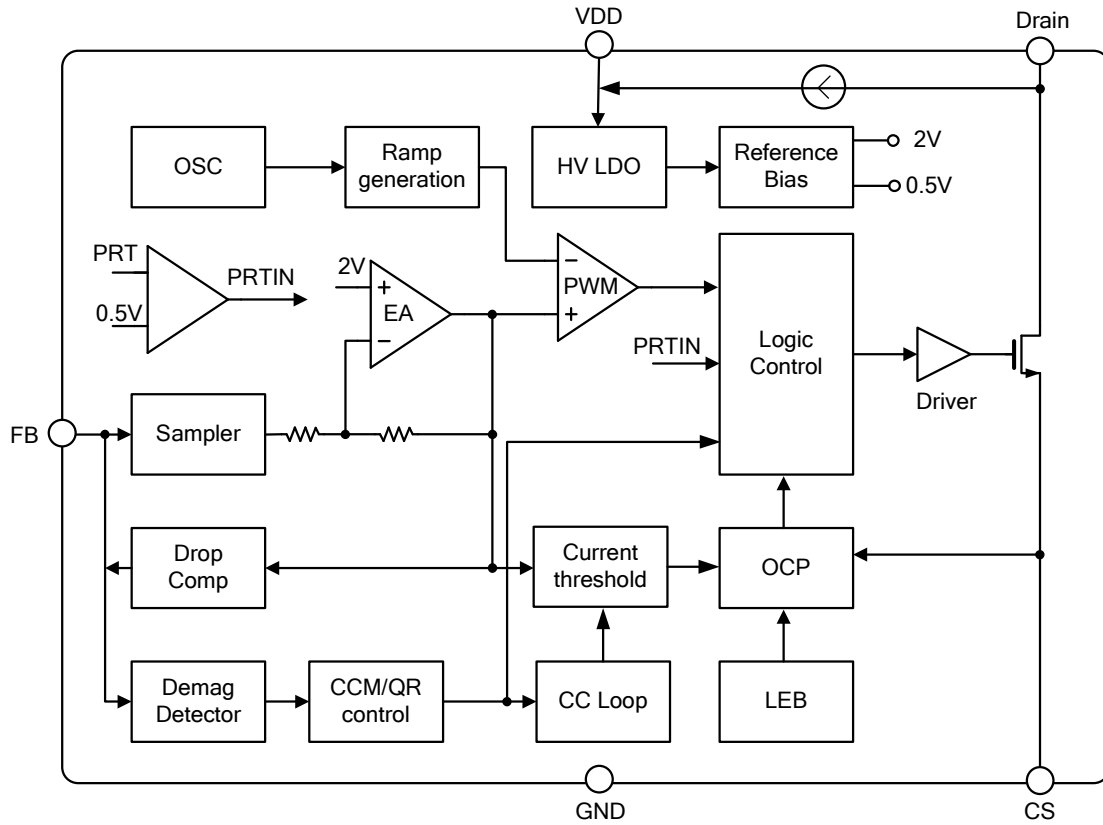 VDD
Drain
OSC
Ramp
generation
HV LDO
Reference
Bias
2V
0.5V
PRT
0.5V
PRTIN
2V
+
EA
−
−
PWM
+
PRTIN
Logic
Control
Driver
FB
Sampler
Drop
Comp
Current
threshold
OCP
Demag
Detector
CCM/QR
control
CC Loop
LEB
GND
CS